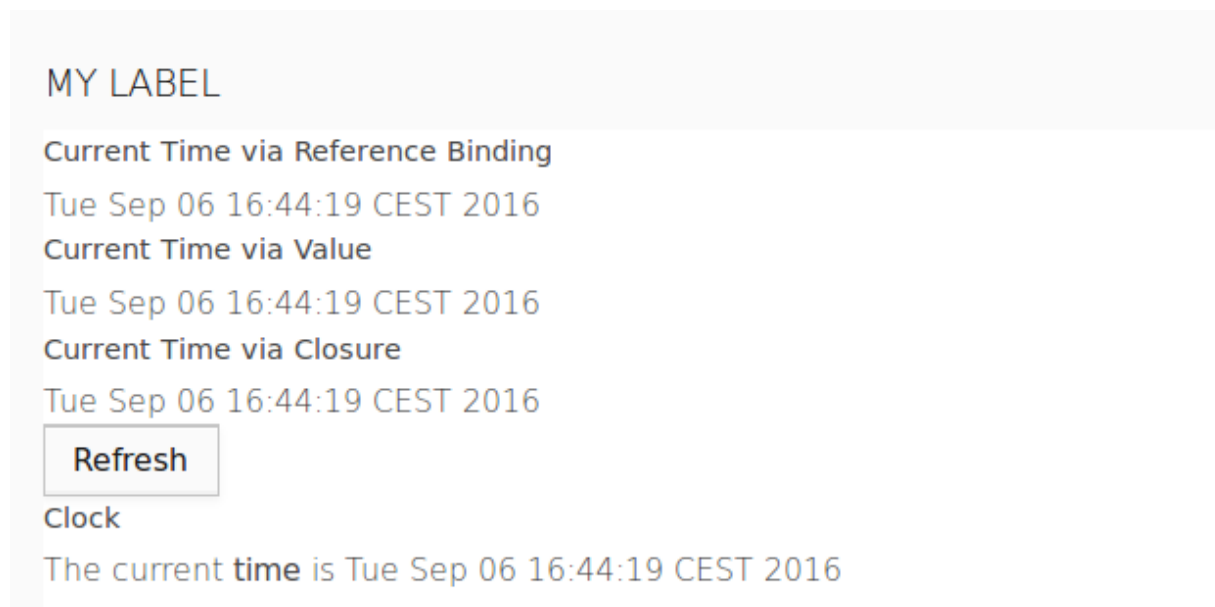 MY LABEL
Current Time via Reference Binding
Tue Sep 06 16:44:19 CEST 2016
Current Time via Value
Tue Sep 06 16:44:19 CEST 2016
Current Time via Closure
Tue Sep 06 16:44:19 CEST 2016
Refresh
Clock
The current time is Tue Sep 06 16:44:19 CEST 2016